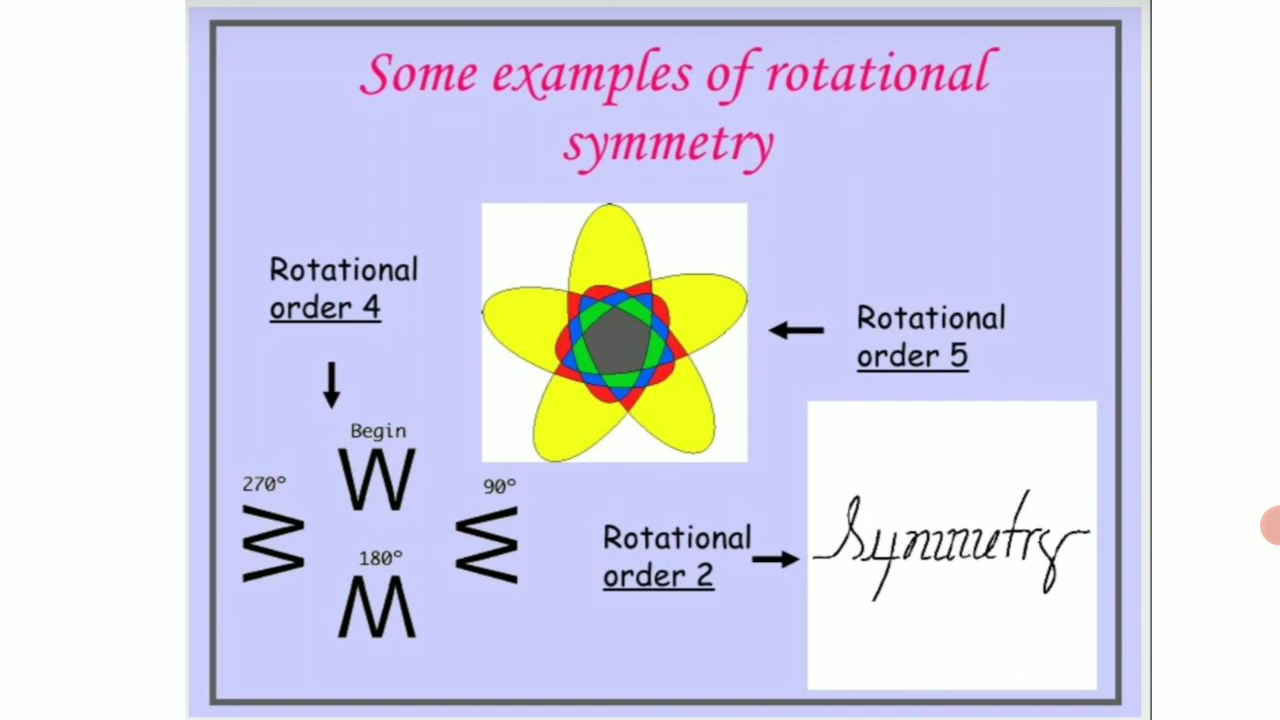 Some examples of rotational
symmetry
Rotational
order 4
Begin
W
270°
W
90°
W
180°
W
Rotational
order 5
Rotational
order 2
Symmetry